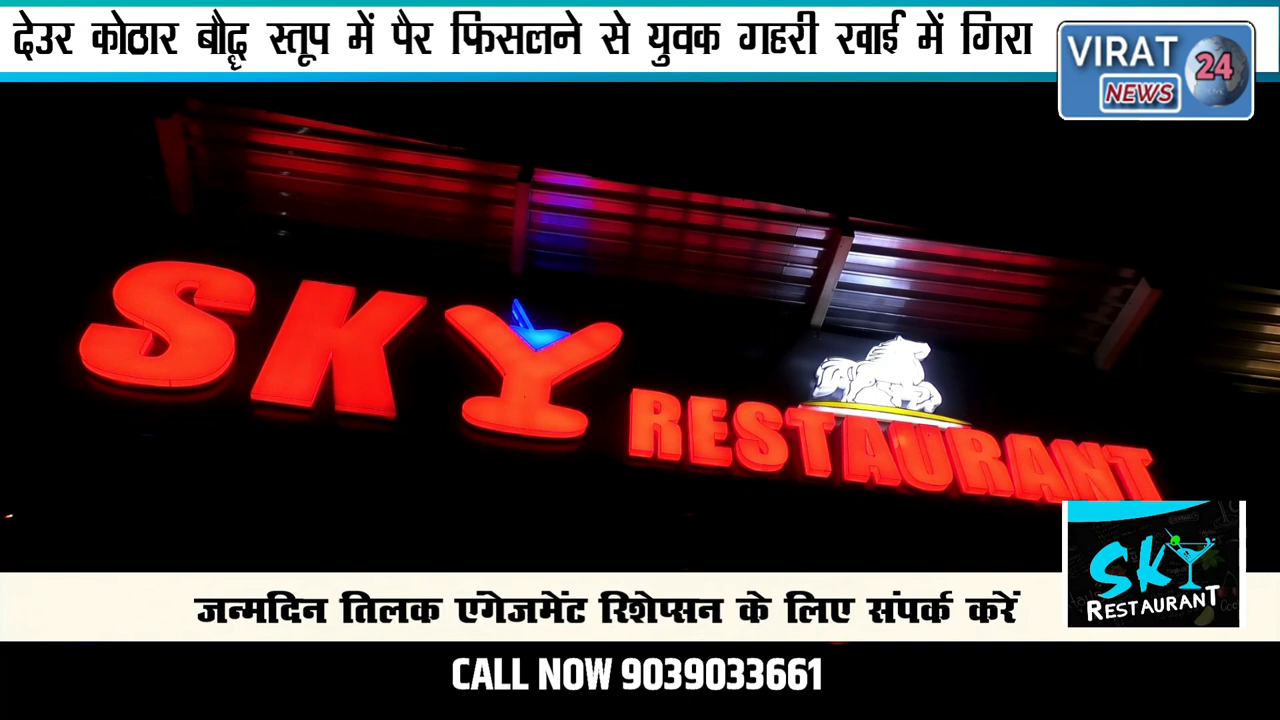 देउर कोठार बौद्ध स्तूप में पैर फिसलने से युवक गहरी खाई में गिरा
VIRAT 24
NEWS
SKY RESTAURANT
SKY
RESTAURANT
जन्मदिन तिलक एंगेजमेंट रिशेप्सन के लिए संपर्क करें
CALL NOW 9039033661